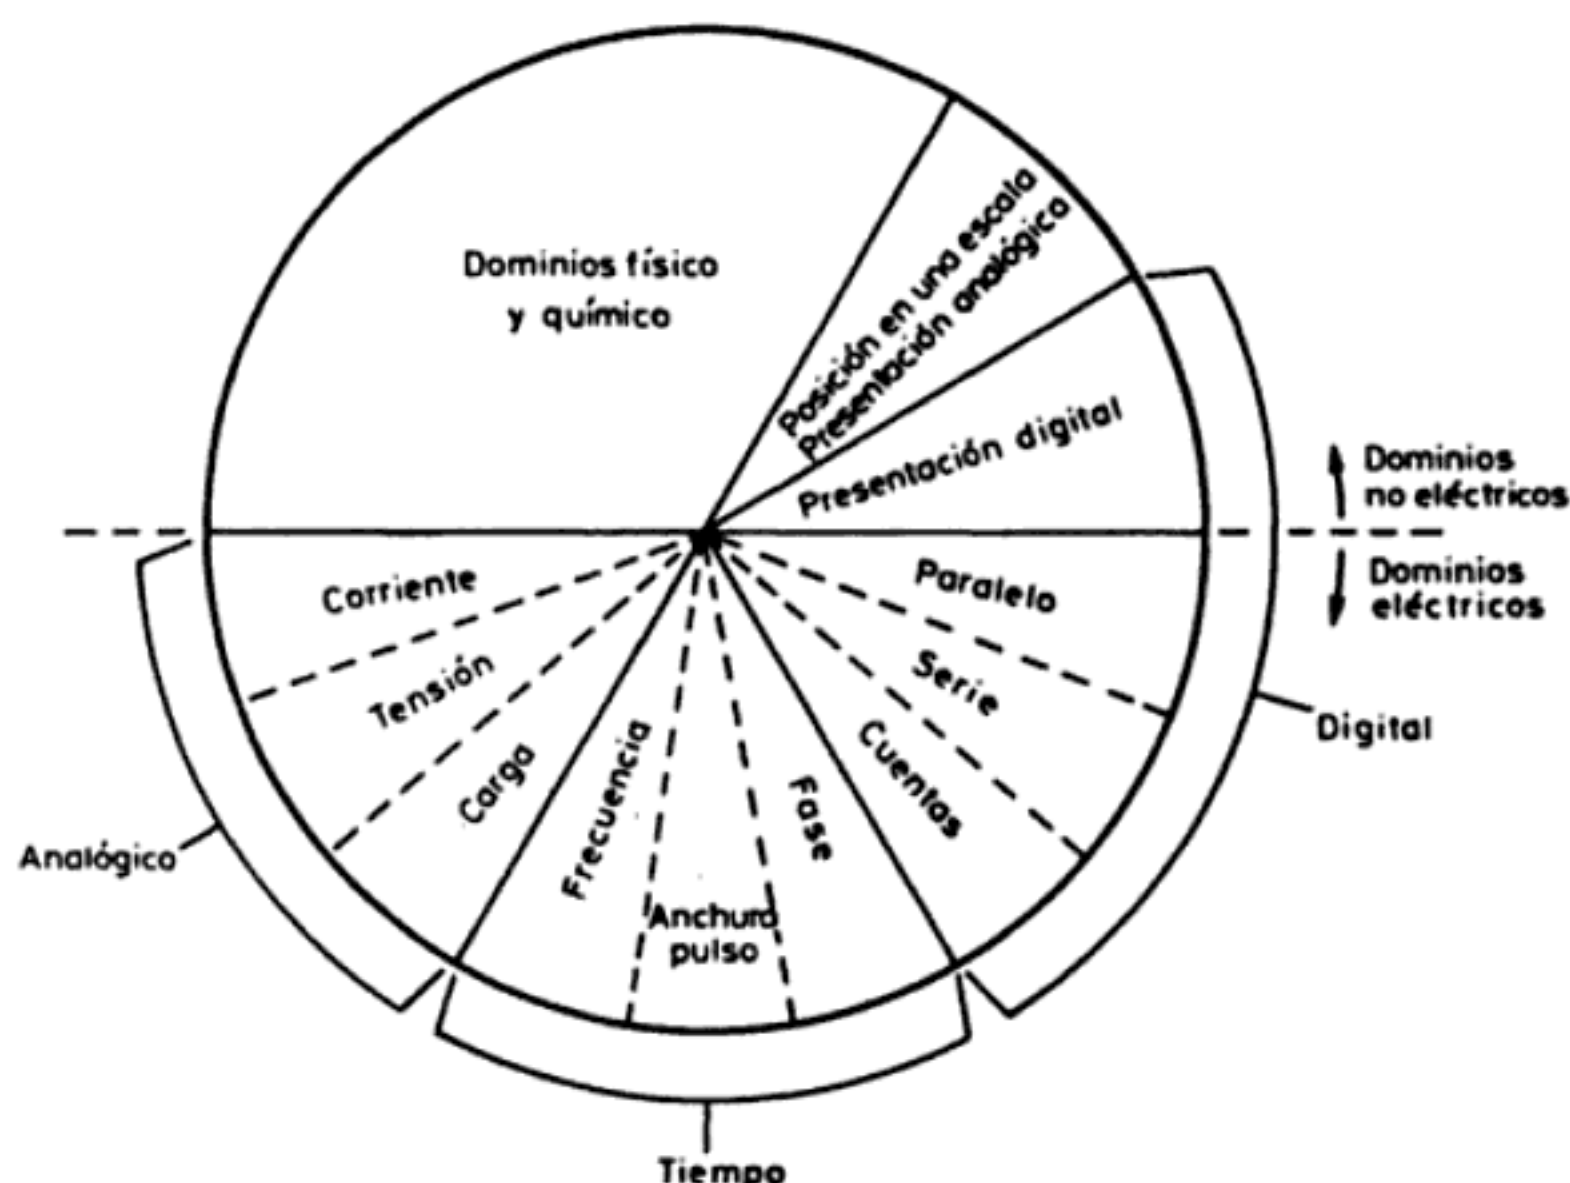 Dominios físico
y químico
Posición en una escala
Presentación analógica
Presentación digital
Dominios
no eléctricos
Dominios
eléctricos
Corriente
Tensión
Carga
Frecuencia
Anchura
pulso
Fase
Cuentas
Serie
Paralelo
Analógico
Digital
Tiempo